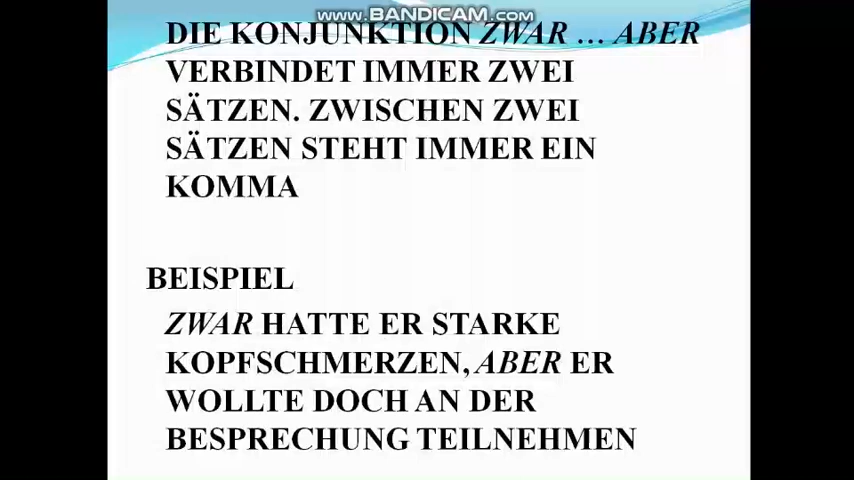 www.BANDICAM.com
DIE KONJUNKTION ZWAR … ABER
VERBINDET IMMER ZWEI
SÄTZEN. ZWISCHEN ZWEI
SÄTZEN STEHT IMMER EIN
KOMMA
BEISPIEL
ZWAR HATTE ER STARKE
KOPFSCHMERZEN, ABER ER
WOLLTE DOCH AN DER
BESPRECHUNG TEILNEHMEN